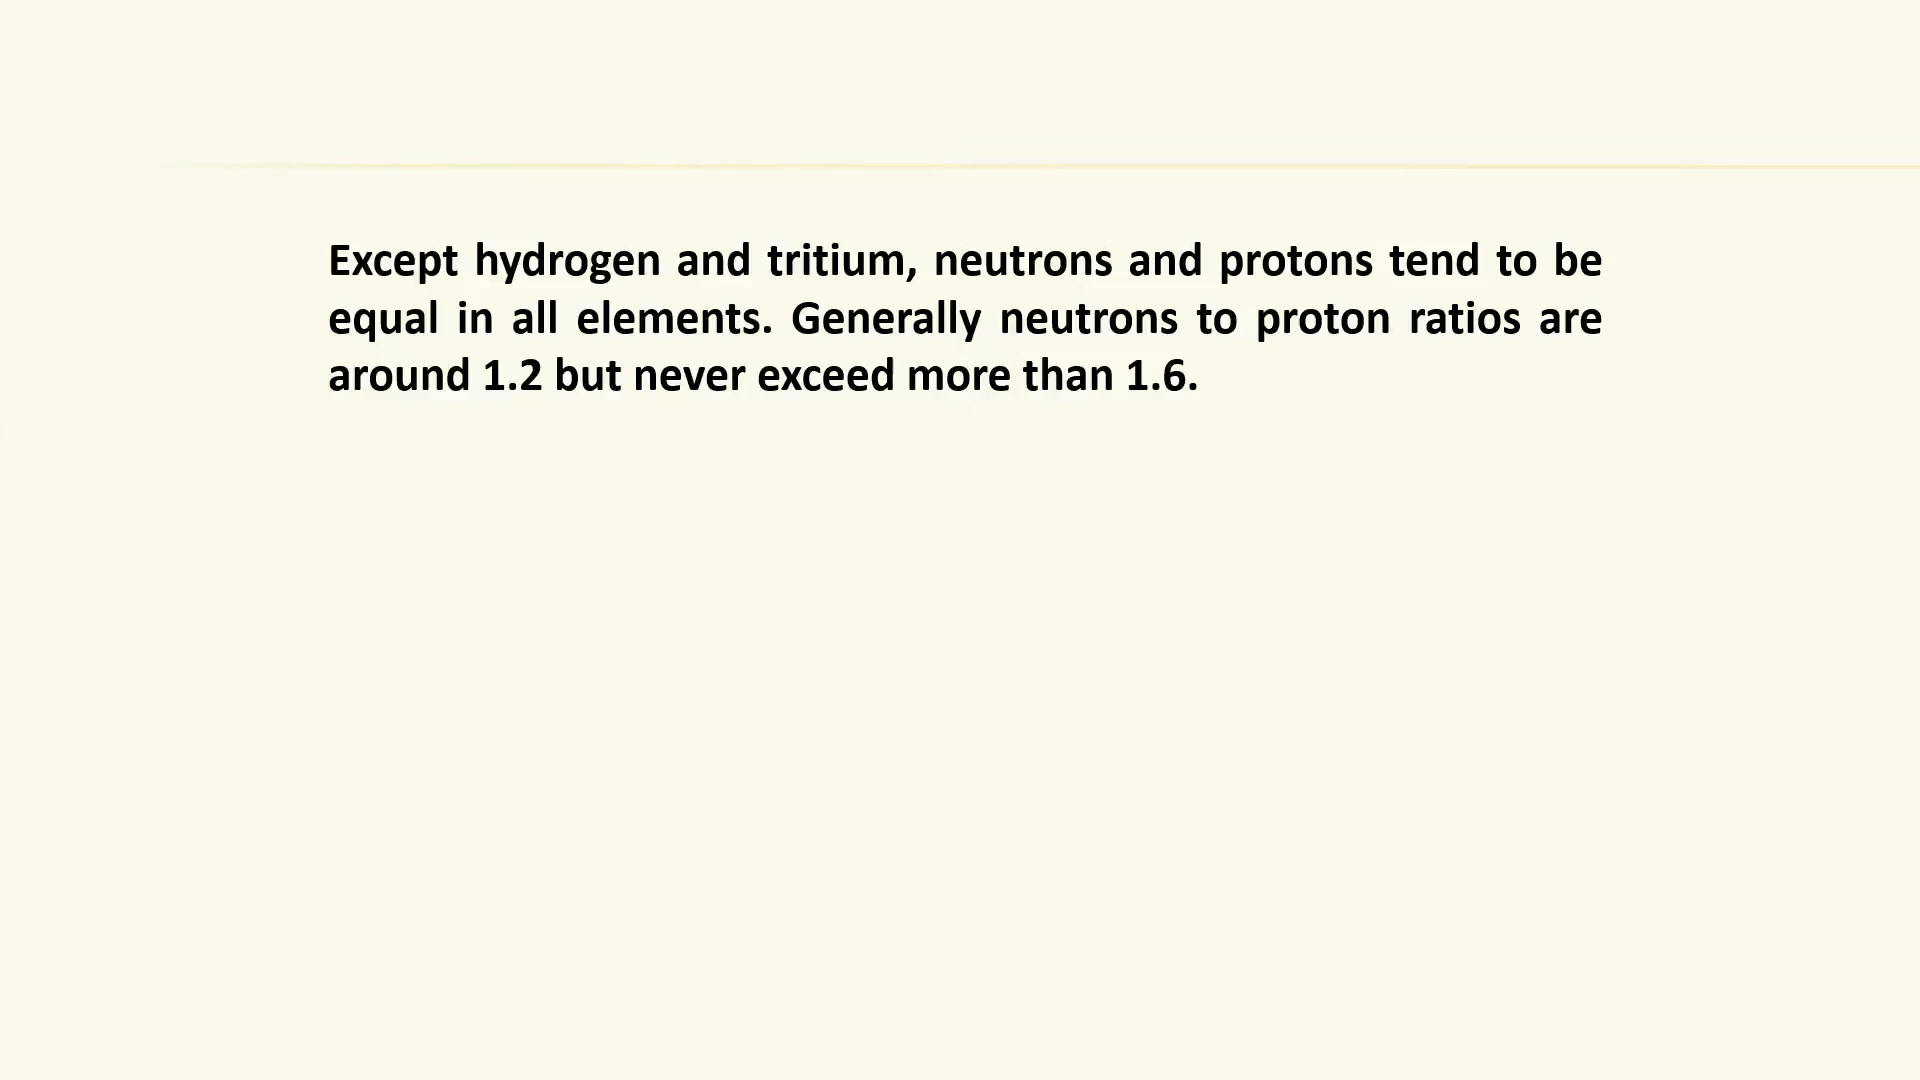 Except hydrogen and tritium, neutrons and protons tend to be
equal in all elements. Generally neutrons to proton ratios are
around 1.2 but never exceed more than 1.6.